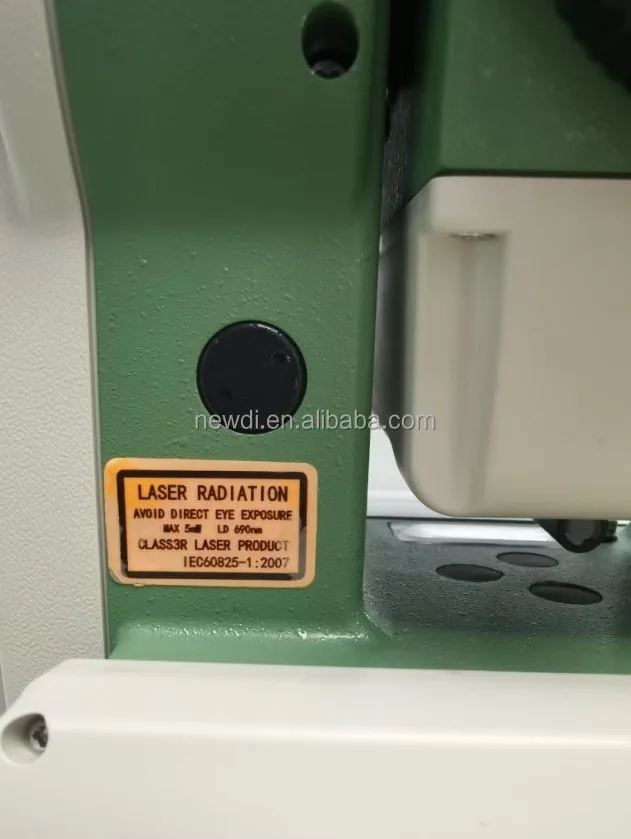 newdi.en.alibaba.com
LASER RADIATION
AVOID DIRECT EYE EXPOSURE
MAX 5mW LD 690nm
CLASS3R LASER PRODUCT
IEC60825-1:2007